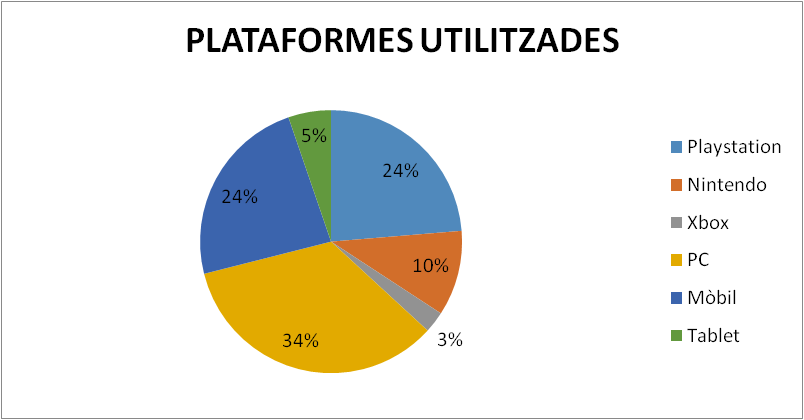 PLATAFORMES UTILITZADES
5%
24%
24%
10%
3%
34%
Playstation
Nintendo
Xbox
PC
Mòbil
Tablet